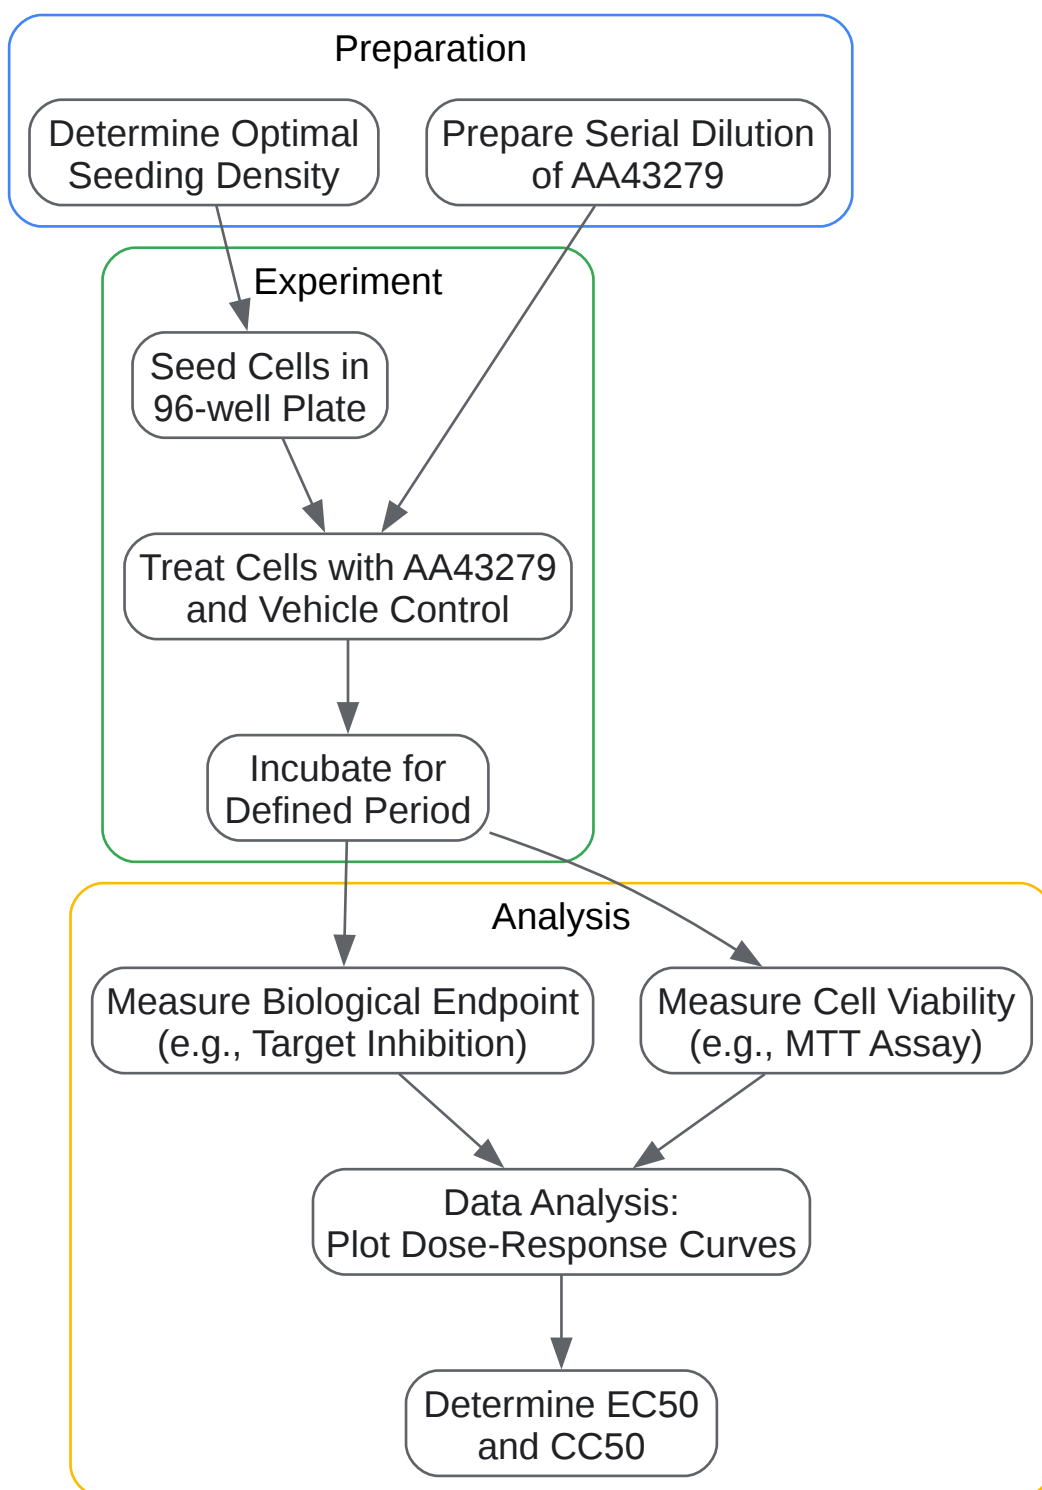 Preparation
Determine Optimal
Seeding Density
Prepare Serial Dilution
of AA43279
Experiment
Seed Cells in
96-well Plate
Treat Cells with AA43279
and Vehicle Control
Incubate for
Defined Period
Analysis
Measure Biological Endpoint
(e.g., Target Inhibition)
Measure Cell Viability
(e.g., MTT Assay)
Data Analysis:
Plot Dose-Response Curves
Determine EC50
and CC50